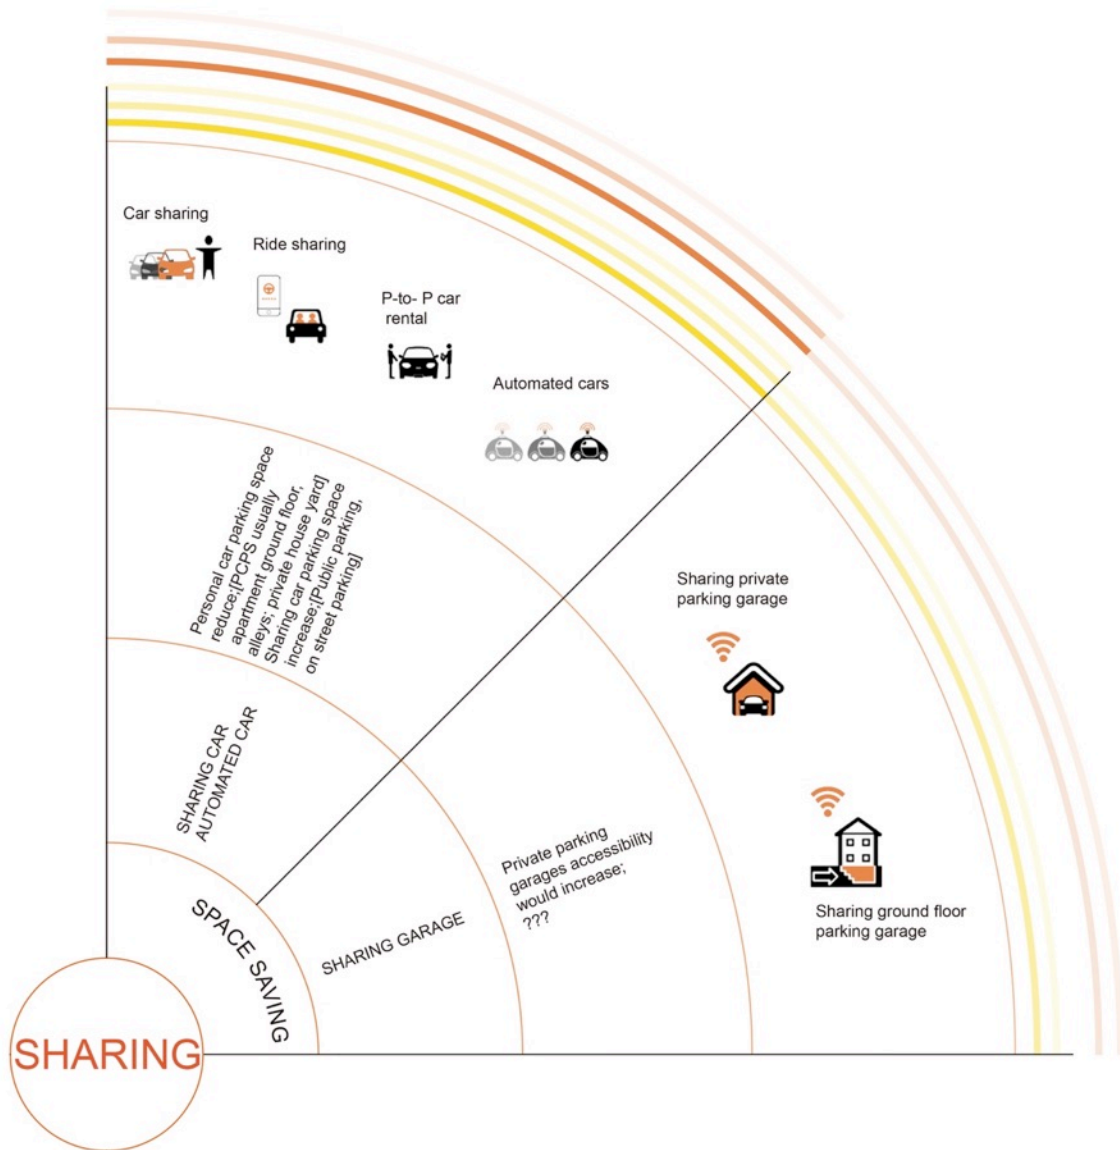 Car sharing
Ride sharing
P-to- P car
rental
Automated cars
Personal car parking space
reduce;[PCPS usually
apartment ground floor,
alleys; private house yard]
Sharing car parking space
increase;[Public parking,
on street parking]
Sharing private
parking garage
SHARING CAR
AUTOMATED CAR
Private parking
garages accessibility
would increase;
???
SHARING GARAGE
Sharing ground floor
parking garage
SPACE SAVING
SHARING